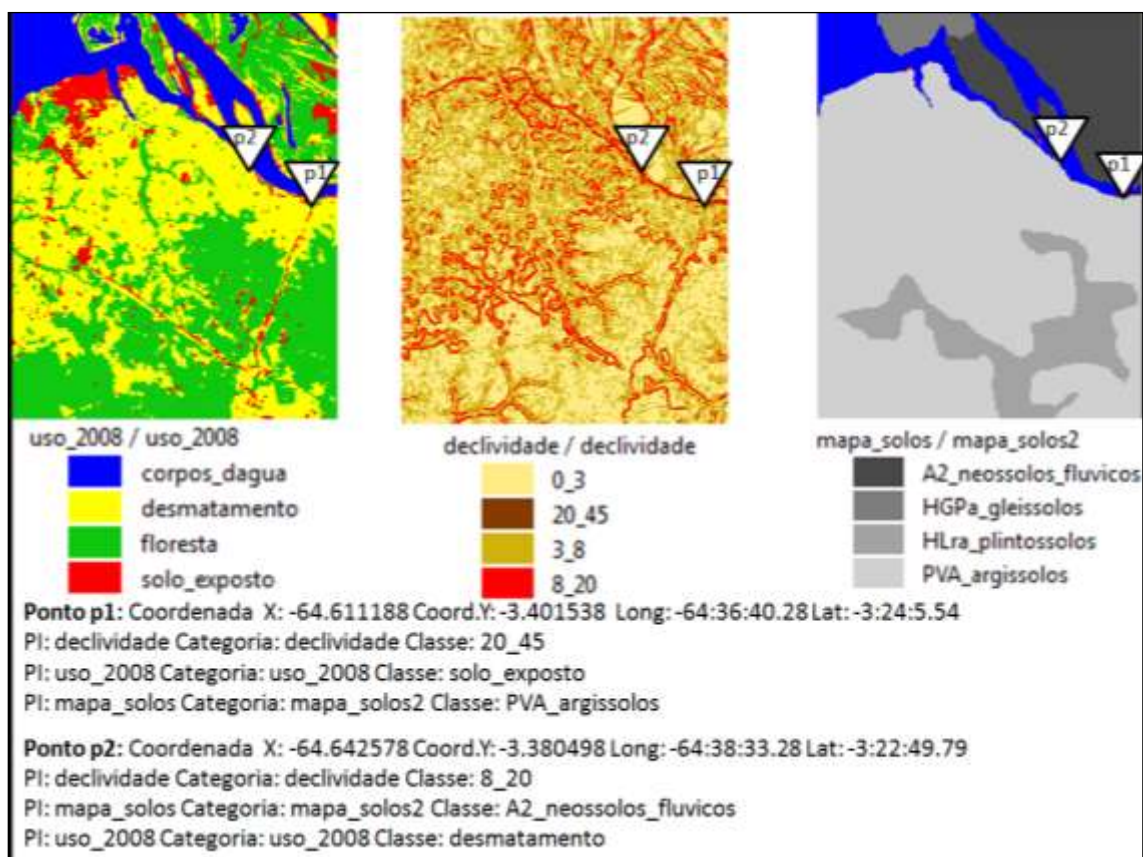 p2
p1
p2
p1
p2
p1
uso_2008 / uso_2008
corpos_dagua
desmatamento
floresta
solo_exposto
declividade / declividade
0_3
20_45
3_8
8_20
mapa_solos / mapa_solos2
A2_neossolos_fluvicos
HGPa_gleissolos
HLra_plintossolos
PVA_argissolos
Ponto p1: Coordenada X: -64.611188 Coord.Y: -3.401538 Long: -64:36:40.28 Lat: -3:24:5.54
PI: declividade Categoria: declividade Classe: 20_45
PI: uso_2008 Categoria: uso_2008 Classe: solo_exposto
PI: mapa_solos Categoria: mapa_solos2 Classe: PVA_argissolos
Ponto p2: Coordenada X: -64.642578 Coord.Y: -3.380498 Long: -64:38:33.28 Lat: -3:22:49.79
PI: declividade Categoria: declividade Classe: 8_20
PI: mapa_solos Categoria: mapa_solos2 Classe: A2_neossolos_fluvicos
PI: uso_2008 Categoria: uso_2008 Classe: desmatamento